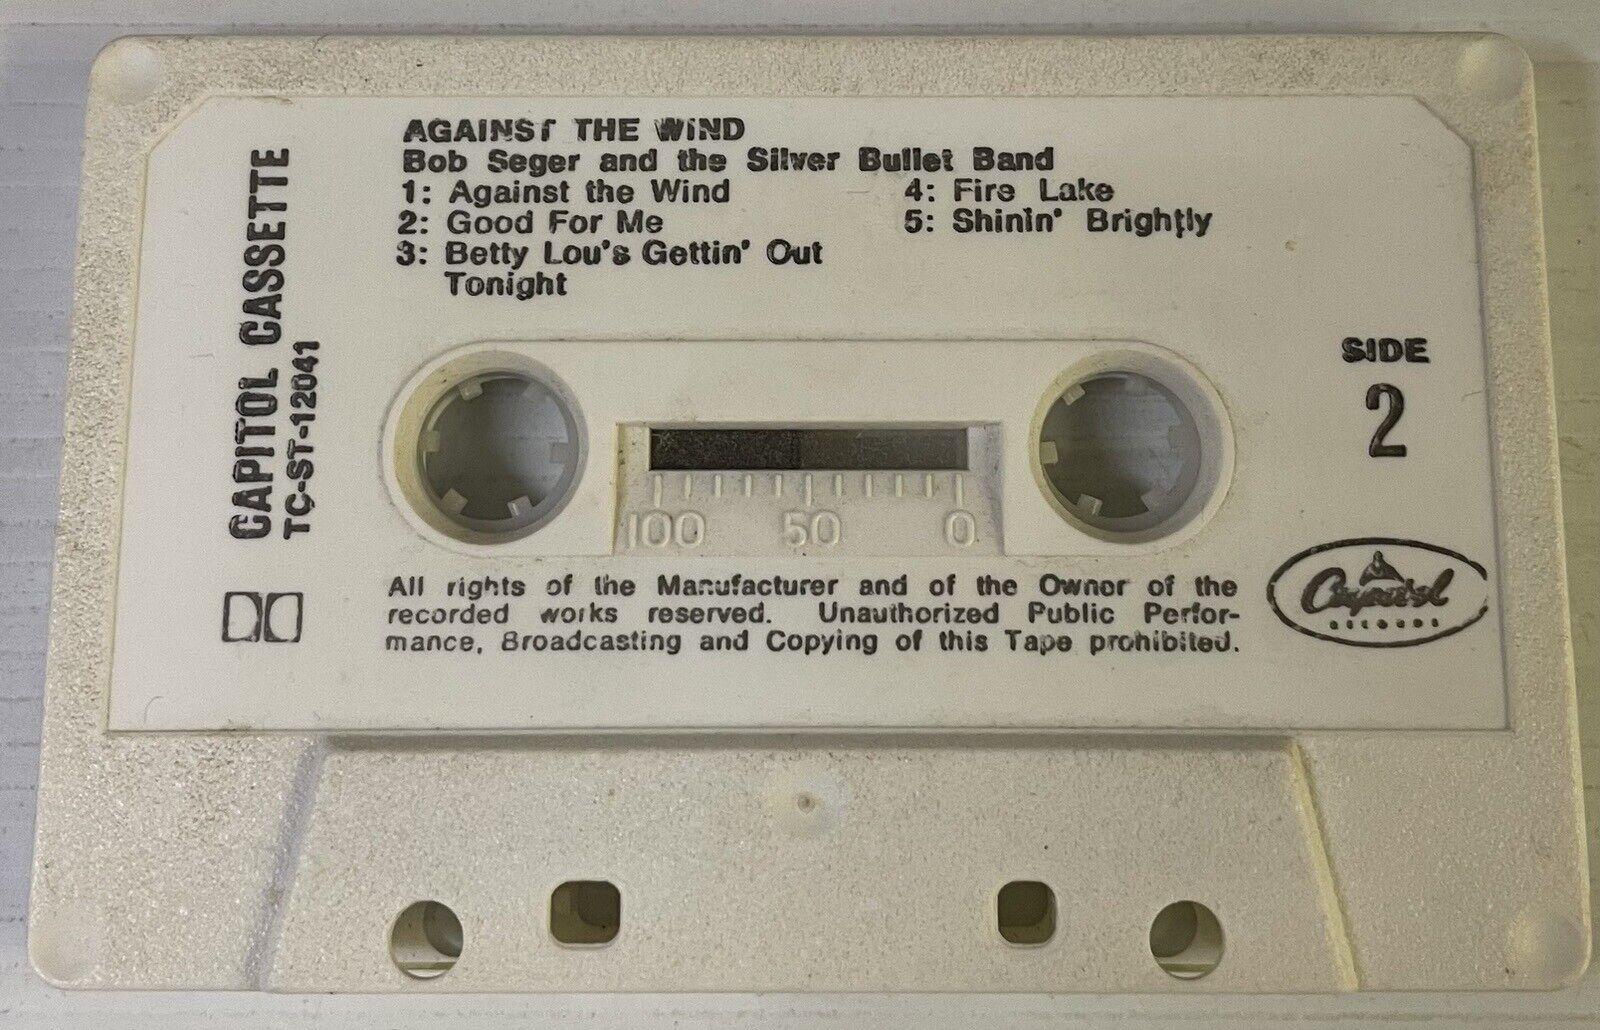 AGAINST THE WIND
Bob Seger and the Silver Bullet Band
1: Against the Wind
2: Good For Me
3: Betty Lou's Gettin' Out
Tonight
4: Fire Lake
5: Shinin' Brightly
CAPITOL CASSETTE
TC-ST-12041
SIDE
2
100 50 0
All rights of the Manufacturer and of the Owner of the
recorded works reserved. Unauthorized Public Perfor-
mance, Broadcasting and Copying of this Tape prohibited.
Capitol
RECORDS